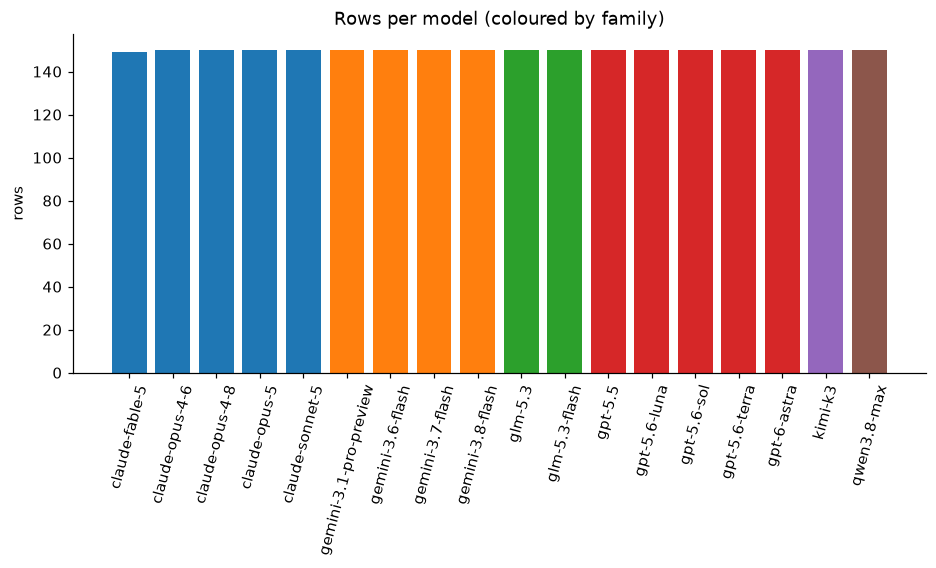 Rows per model (coloured by family)
rows
140
120
100
80
60
40
20
0
claude-fable-5
claude-opus-4-6
claude-opus-4-8
claude-opus-5
claude-sonnet-5
gemini-3.1-pro-preview
gemini-3.6-flash
gemini-3.7-flash
gemini-3.8-flash
glm-5.3
glm-5.3-flash
gpt-5.5
gpt-5.6-luna
gpt-5.6-sol
gpt-5.6-terra
gpt-6-astra
kimi-k3
qwen3.8-max